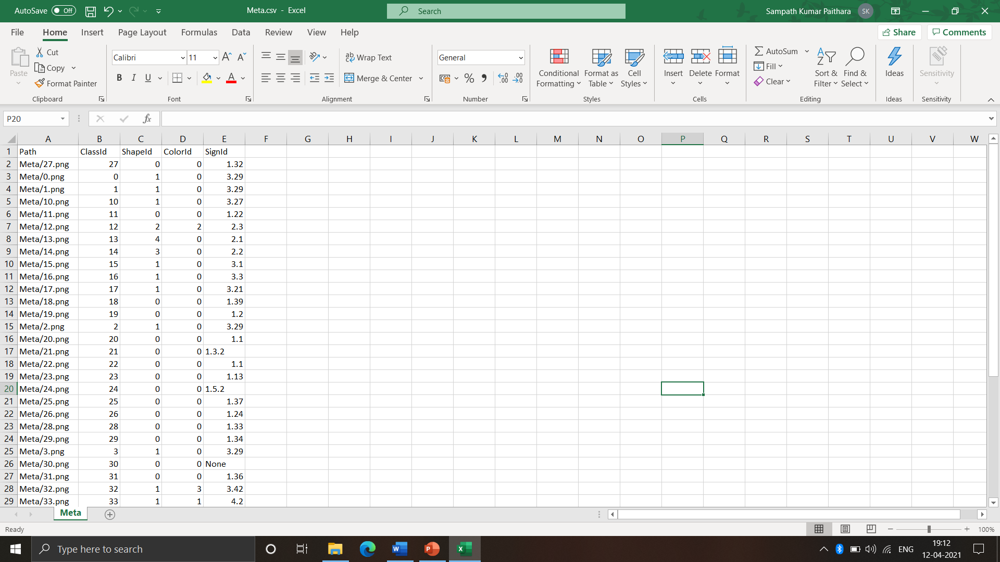 AutoSave Off Meta.csv - Excel Search Sampath Kumar Paithara SK
File Home Insert Page Layout Formulas Data Review View Help Share Comments
Paste Cut Copy Format Painter Clipboard
Calibri 11 B I U A Font
Wrap Text Merge & Center Alignment
General % Number
Conditional Formatting Format as Table Cell Styles Styles
Insert Delete Format Cells
AutoSum Fill Clear Sort & Filter Find & Select Editing
Ideas Ideas
Sensitivity Sensitivity
P20 fx
A B C D E F G H I J K L M N O P Q R S T U V W
1 Path ClassId ShapeId ColorId SignId
2 Meta/27.png 27 0 0 1.32
3 Meta/0.png 0 1 0 3.29
4 Meta/1.png 1 1 0 3.29
5 Meta/10.png 10 1 0 3.27
6 Meta/11.png 11 0 0 1.22
7 Meta/12.png 12 2 2 2.3
8 Meta/13.png 13 4 0 2.1
9 Meta/14.png 14 3 0 2.2
10 Meta/15.png 15 1 0 3.1
11 Meta/16.png 16 1 0 3.3
12 Meta/17.png 17 1 0 3.21
13 Meta/18.png 18 0 0 1.39
14 Meta/19.png 19 0 0 1.2
15 Meta/2.png 2 1 0 3.29
16 Meta/20.png 20 0 0 1.1
17 Meta/21.png 21 0 0 1.3.2
18 Meta/22.png 22 0 0 1.1
19 Meta/23.png 23 0 0 1.13
20 Meta/24.png 24 0 0 1.5.2
21 Meta/25.png 25 0 0 1.37
22 Meta/26.png 26 0 0 1.24
23 Meta/28.png 28 0 0 1.33
24 Meta/29.png 29 0 0 1.34
25 Meta/3.png 3 1 0 3.29
26 Meta/30.png 30 0 0 None
27 Meta/31.png 31 0 0 1.36
28 Meta/32.png 32 1 3 3.42
29 Meta/33.png 33 1 1 4.2
Meta
Ready 100%
Type here to search ENG 19:12
12-04-2021